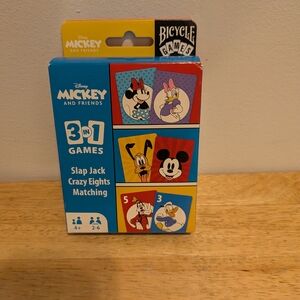 Disney
MICKEY
AND FRIENDS
BICYCLE
GAMES
Disney
MICKEY
AND FRIENDS
3 IN 1
GAMES
Slap Jack
Crazy Eights
Matching
5
3
4+
2-6